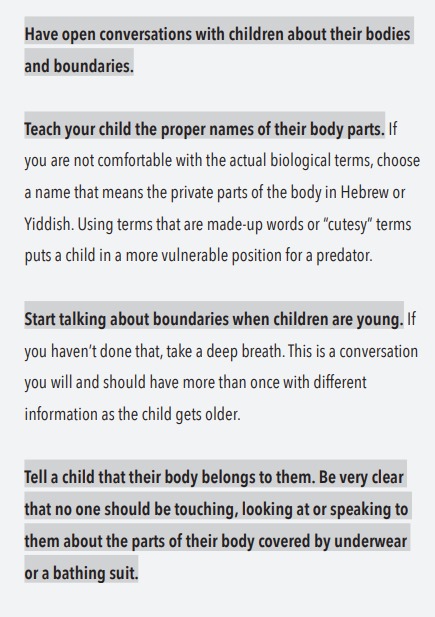 Have open conversations with children about their bodies
and boundaries.
Teach your child the proper names of their body parts. If
you are not comfortable with the actual biological terms, choose
a name that means the private parts of the body in Hebrew or
Yiddish. Using terms that are made-up words or “cutesy” terms
puts a child in a more vulnerable position for a predator.
Start talking about boundaries when children are young. If
you haven’t done that, take a deep breath. This is a conversation
you will and should have more than once with different
information as the child gets older.
Tell a child that their body belongs to them. Be very clear
that no one should be touching, looking at or speaking to
them about the parts of their body covered by underwear
or a bathing suit.